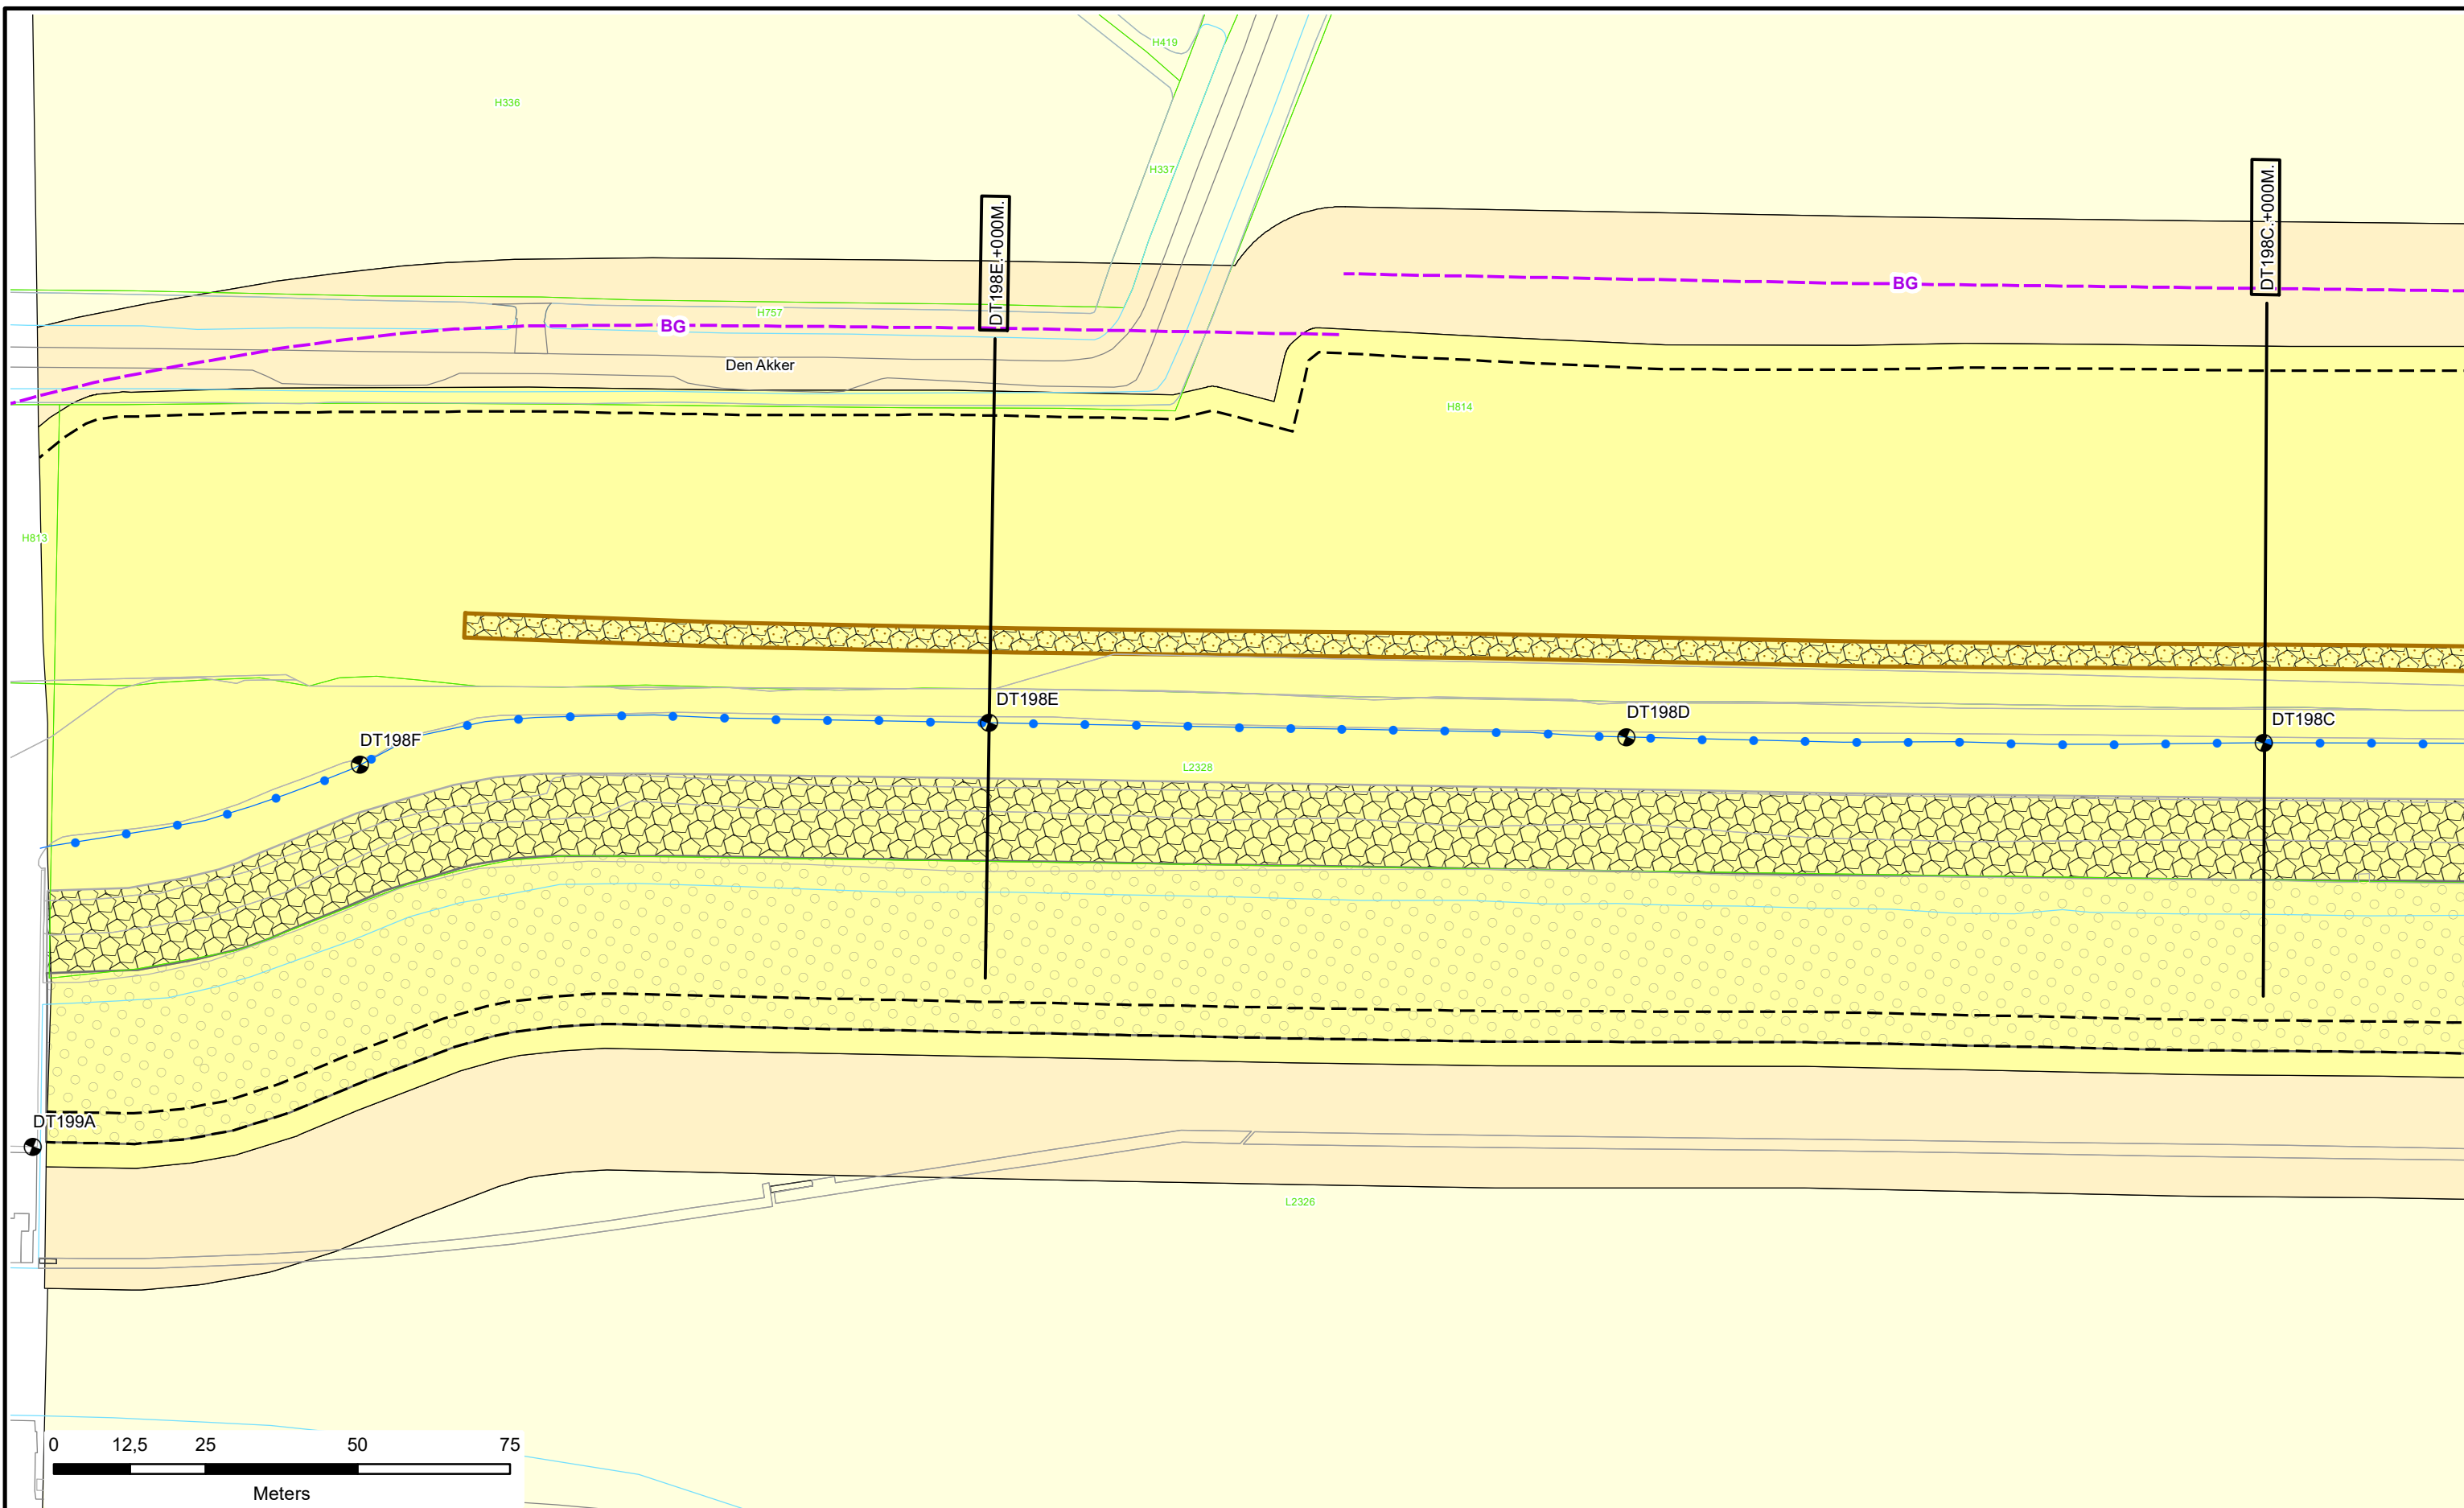 H419
H336
H337
DT198E.+000M.
DT198C.+000M.
BG
H757
BG
Den Akker
H814
H813
DT198E
DT198D
DT198C
DT198F
L2328
DT199A
L2326
0 12,5 25 50 75
Meters